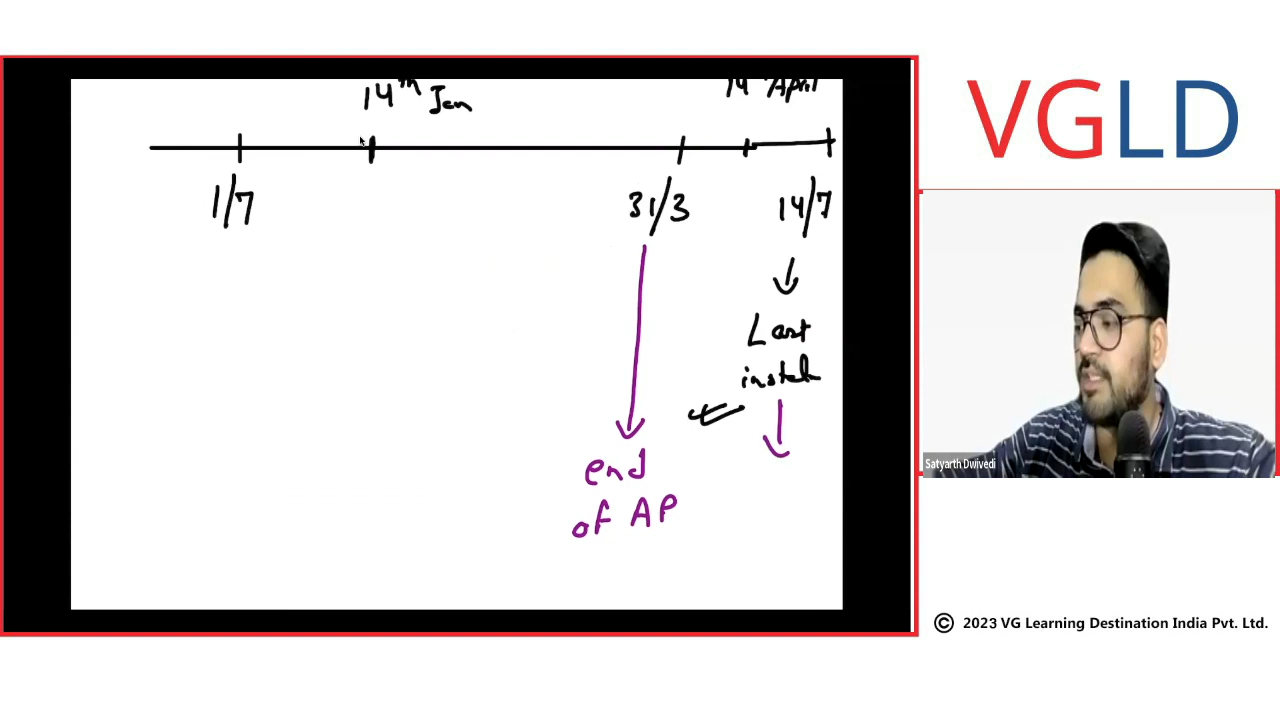 14th Jan
14th April
1/7
31/3
14/7
Last
instal
end
of AP
VGLD
Satyarth Dwivedi
© 2023 VG Learning Destination India Pvt. Ltd.